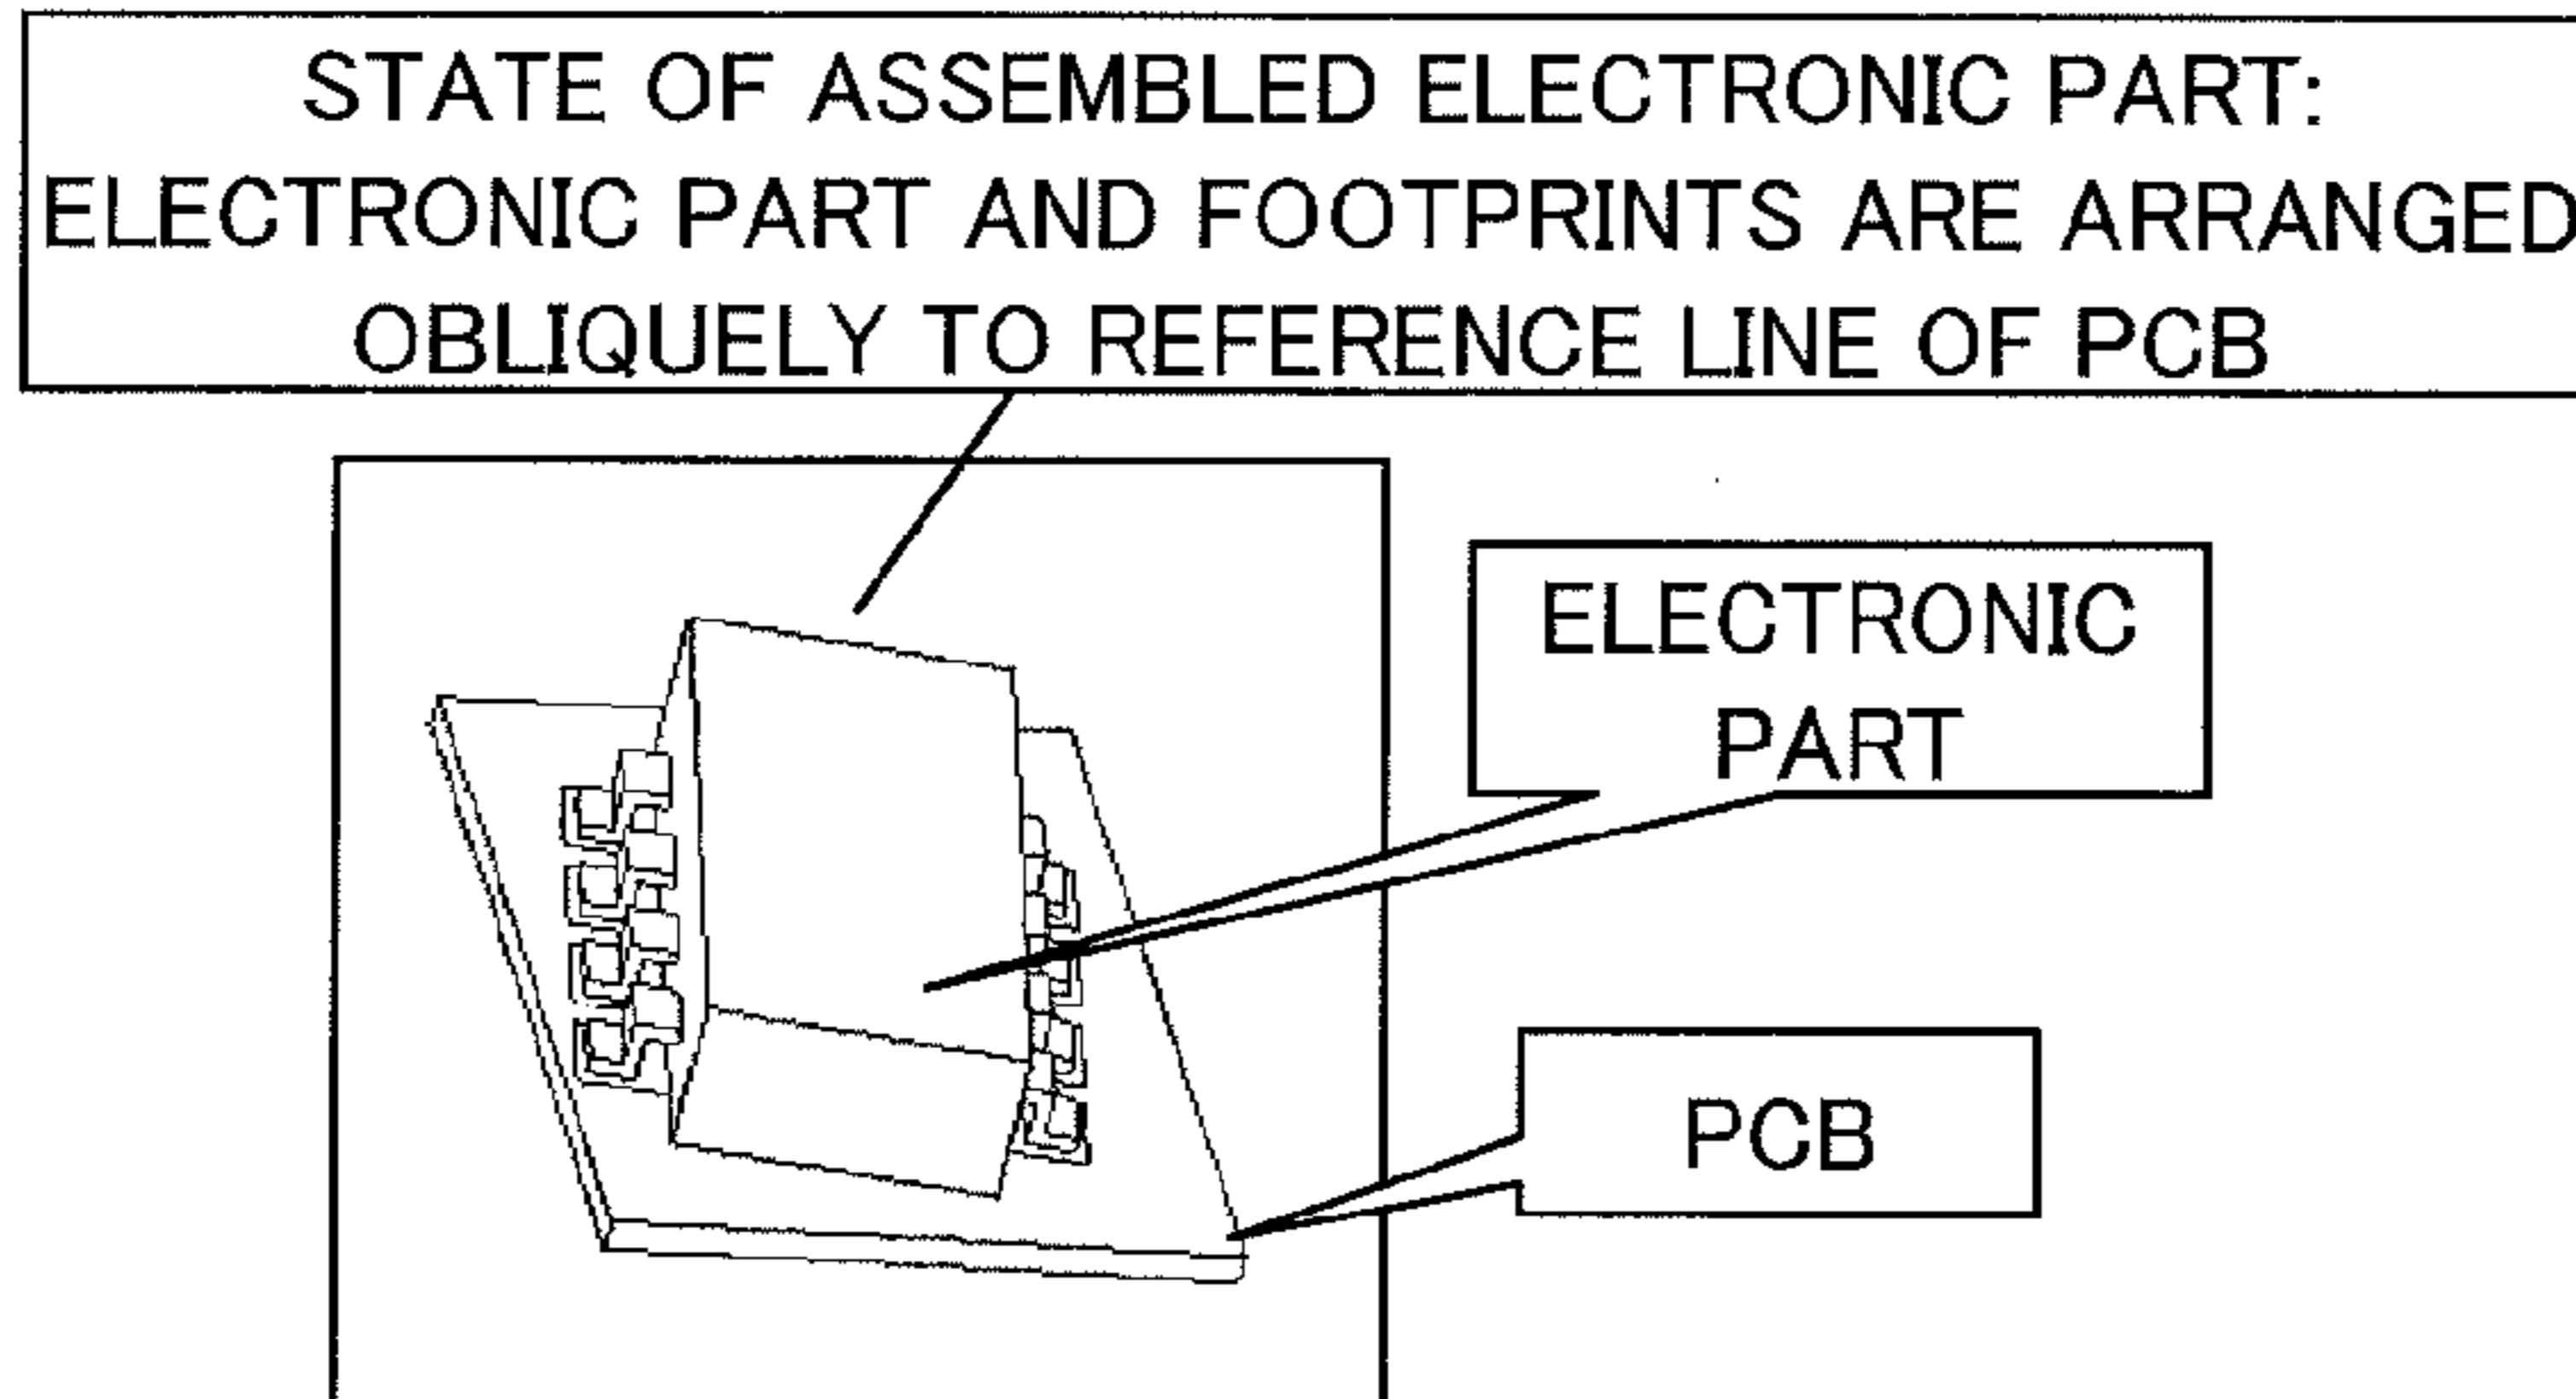 STATE OF ASSEMBLED ELECTRONIC PART:
ELECTRONIC PART AND FOOTPRINTS ARE ARRANGED
OBLIQUELY TO REFERENCE LINE OF PCB
ELECTRONIC
PART
PCB